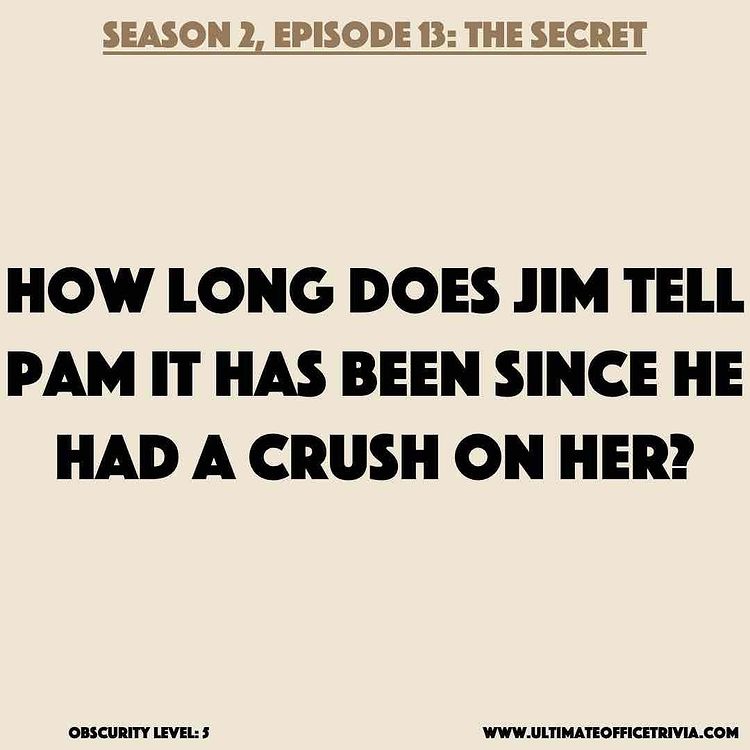 SEASON 2, EPISODE 13: THE SECRET
HOW LONG DOES JIM TELL
PAM IT HAS BEEN SINCE HE
HAD A CRUSH ON HER?
OBSCURITY LEVEL: 5
WWW.ULTIMATEOFFICETRIVIA.COM